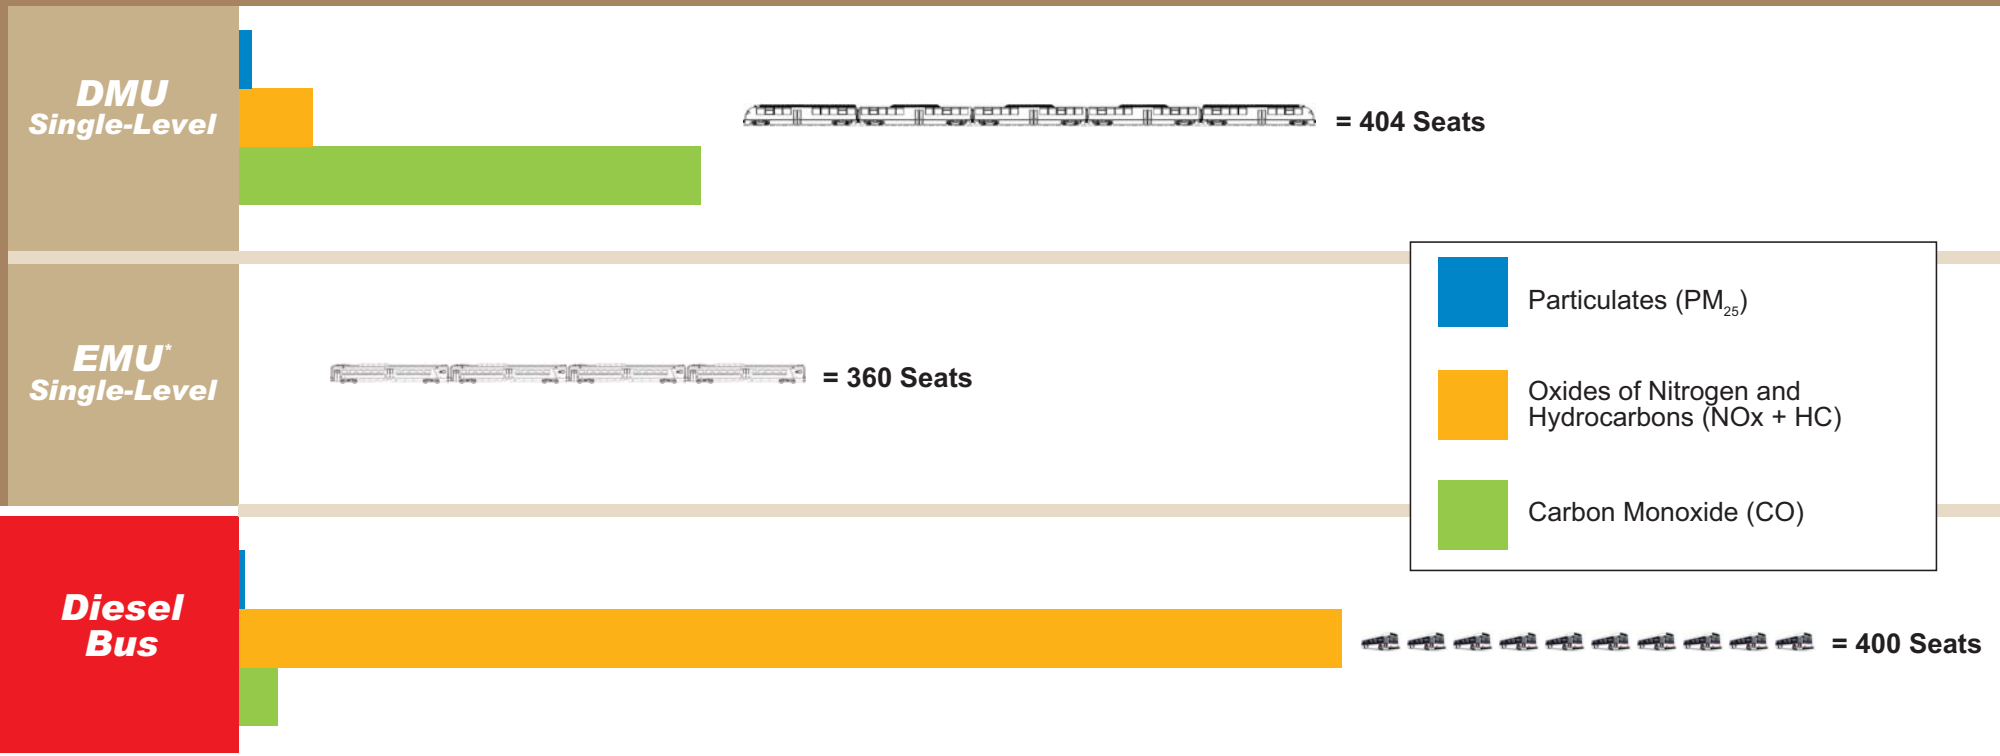 DMU
Single-Level
= 404 Seats
EMU*
Single-Level
= 360 Seats
Particulates (PM₂₅)
Oxides of Nitrogen and
Hydrocarbons (NOx + HC)
Carbon Monoxide (CO)
Diesel
Bus
= 400 Seats